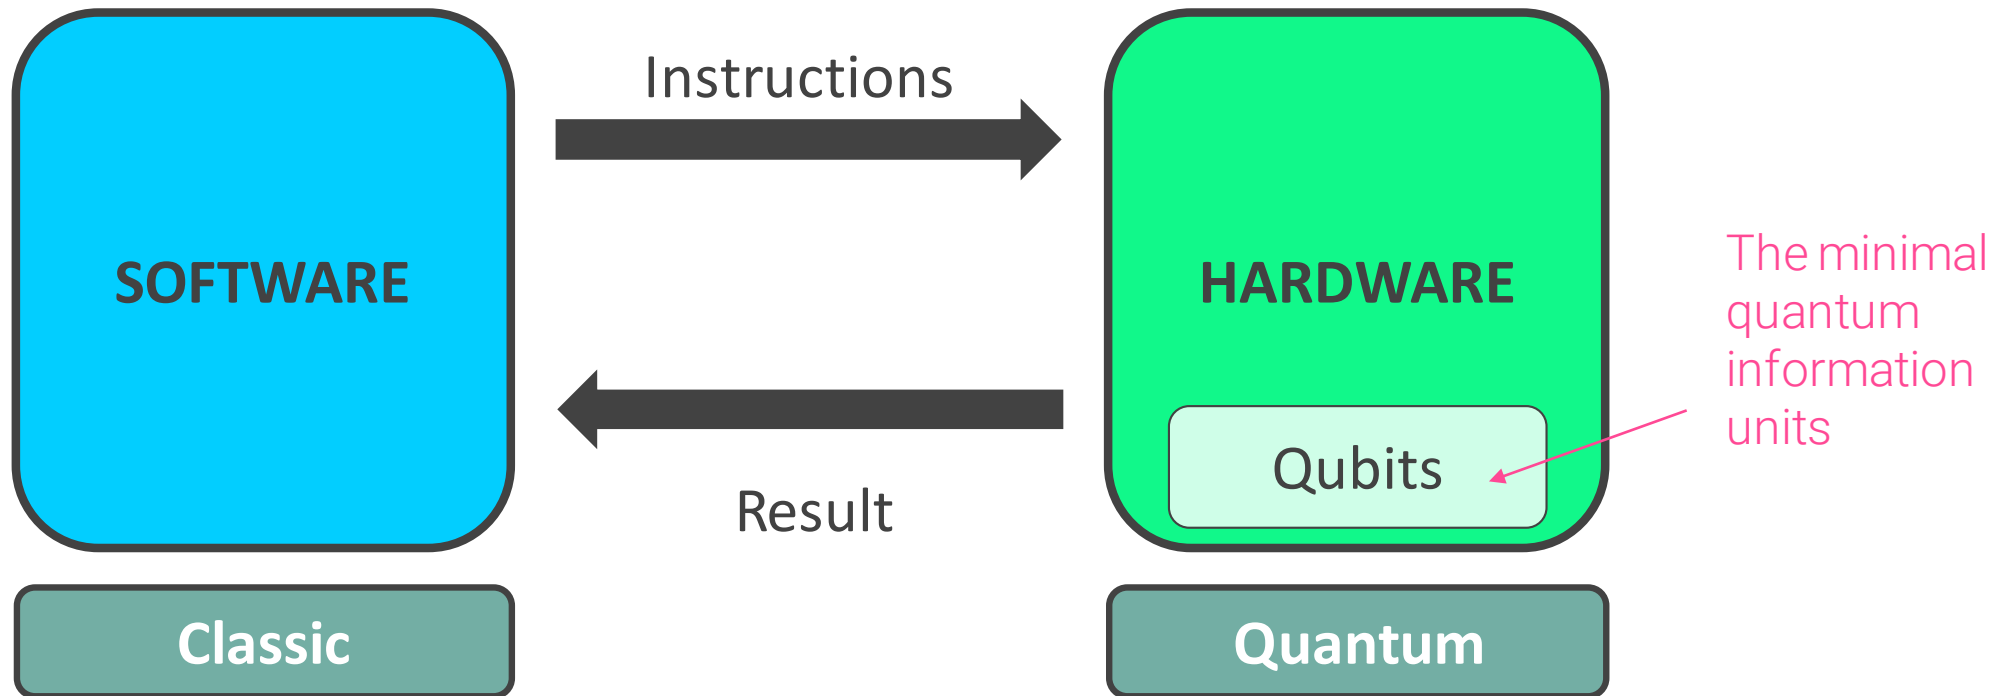 Instructions
SOFTWARE
HARDWARE
The minimal
quantum
information
units
Qubits
Result
Classic
Quantum